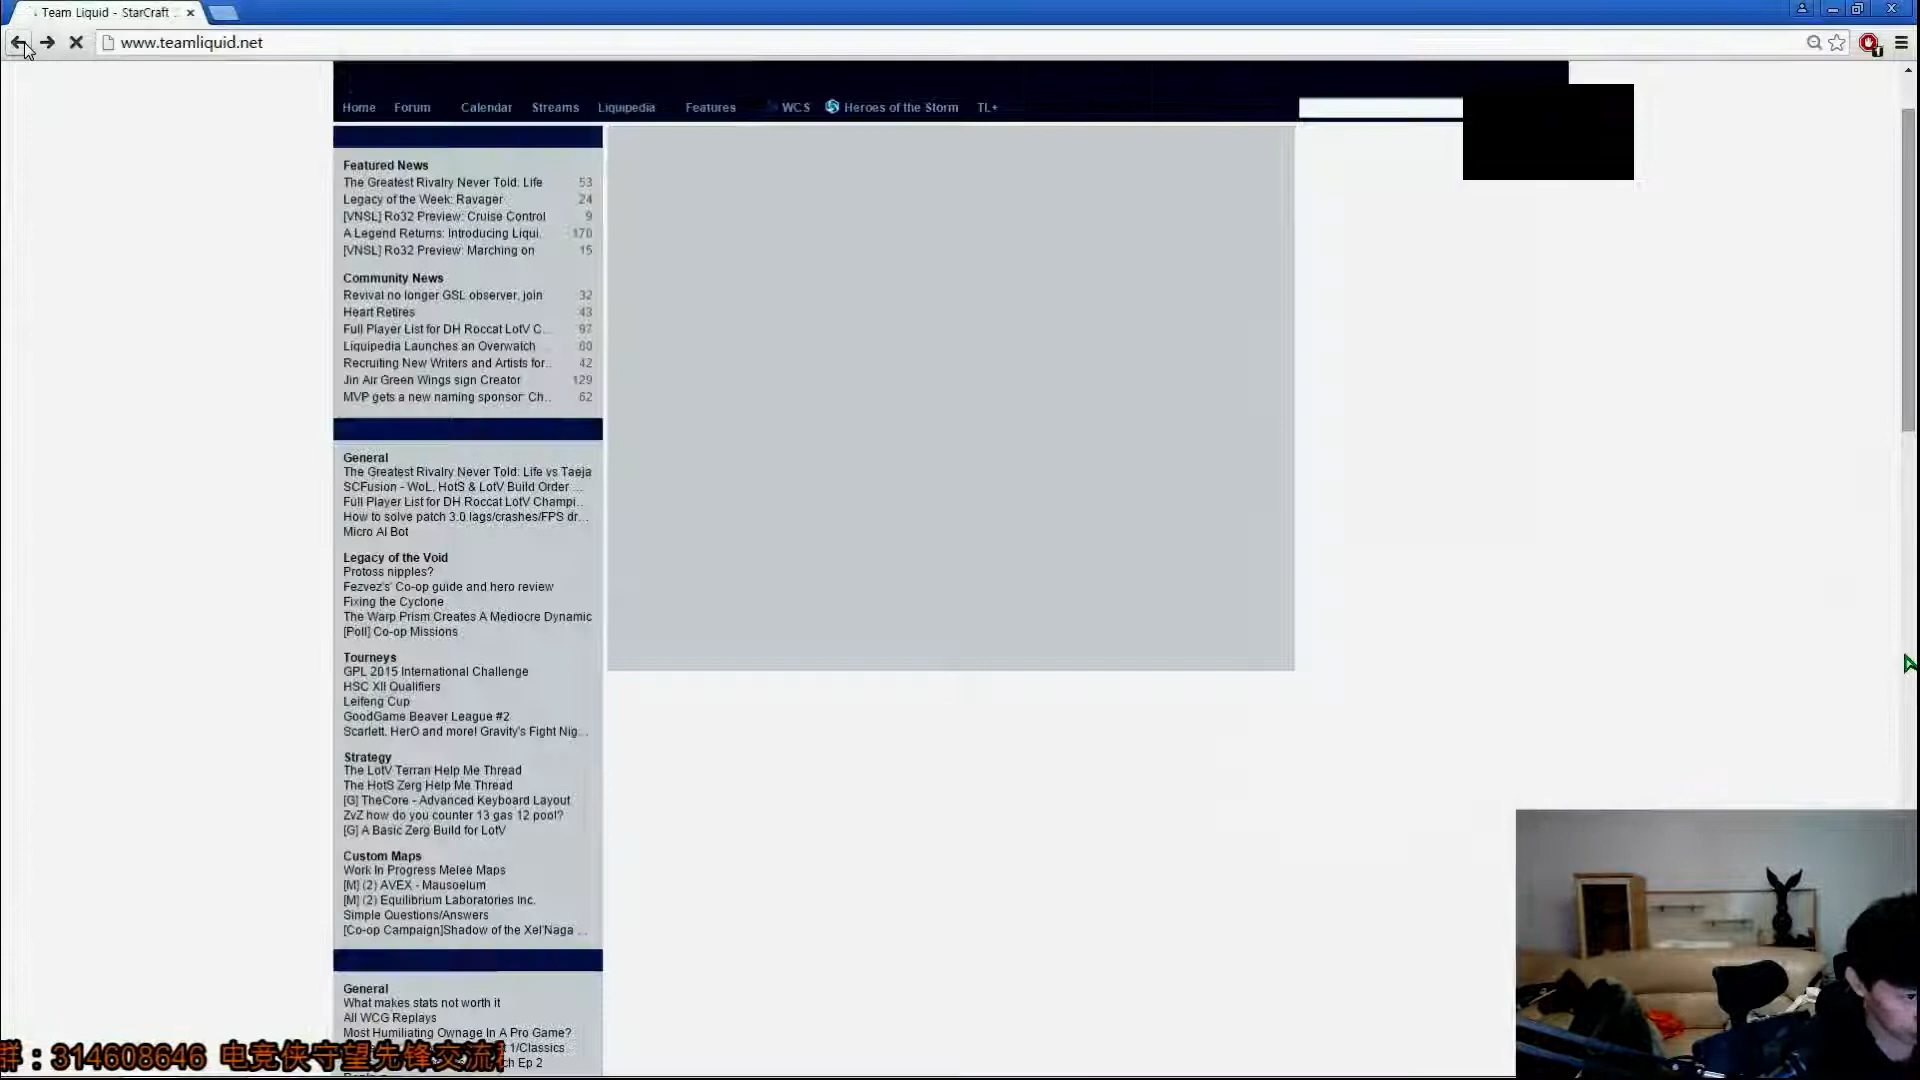 Team Liquid - StarCraft
www.teamliquid.net
Home Forum Calendar Streams Liquipedia Features WCS Heroes of the Storm TL+
Featured News
The Greatest Rivalry Never Told: Life 53
Legacy of the Week: Ravager 24
[VNSL] Ro32 Preview: Cruise Control 9
A Legend Returns: Introducing Liqui. 170
[VNSL] Ro32 Preview: Marching on 15
Community News
Revival no longer GSL observer, join 32
Heart Retires 43
Full Player List for DH Roccat LotV C... 97
Liquipedia Launches an Overwatch 60
Recruiting New Writers and Artists for.. 42
Jin Air Green Wings sign Creator 129
MVP gets a new naming sponsor: Ch.. 62
General
The Greatest Rivalry Never Told: Life vs Taeja
SCFusion - WoL, HotS & LotV Build Order ...
Full Player List for DH Roccat LotV Champi..
How to solve patch 3.0 lags/crashes/FPS dr...
Micro AI Bot
Legacy of the Void
Protoss nipples?
Fezvez's' Co-op guide and hero review
Fixing the Cyclone
The Warp Prism Creates A Mediocre Dynamic
[Poll] Co-op Missions
Tourneys
GPL 2015 International Challenge
HSC XII Qualifiers
Leifeng Cup
GoodGame Beaver League #2
Scarlett, HerO and more! Gravity's Fight Nig...
Strategy
The LotV Terran Help Me Thread
The HotS Zerg Help Me Thread
[G] TheCore - Advanced Keyboard Layout
ZvZ how do you counter 13 gas 12 pool?
[G] A Basic Zerg Build for LotV
Custom Maps
Work In Progress Melee Maps
[M] (2) AVEX - Mausoelum
[M] (2) Equilibrium Laboratories Inc.
Simple Questions/Answers
[Co-op Campaign]Shadow of the Xel'Naga ...
General
What makes stats not worth it
All WCG Replays
Most Humiliating Ownage In A Pro Game?
1/Classics
ch Ep 2
群：314608646 电竞侠守望先锋交流